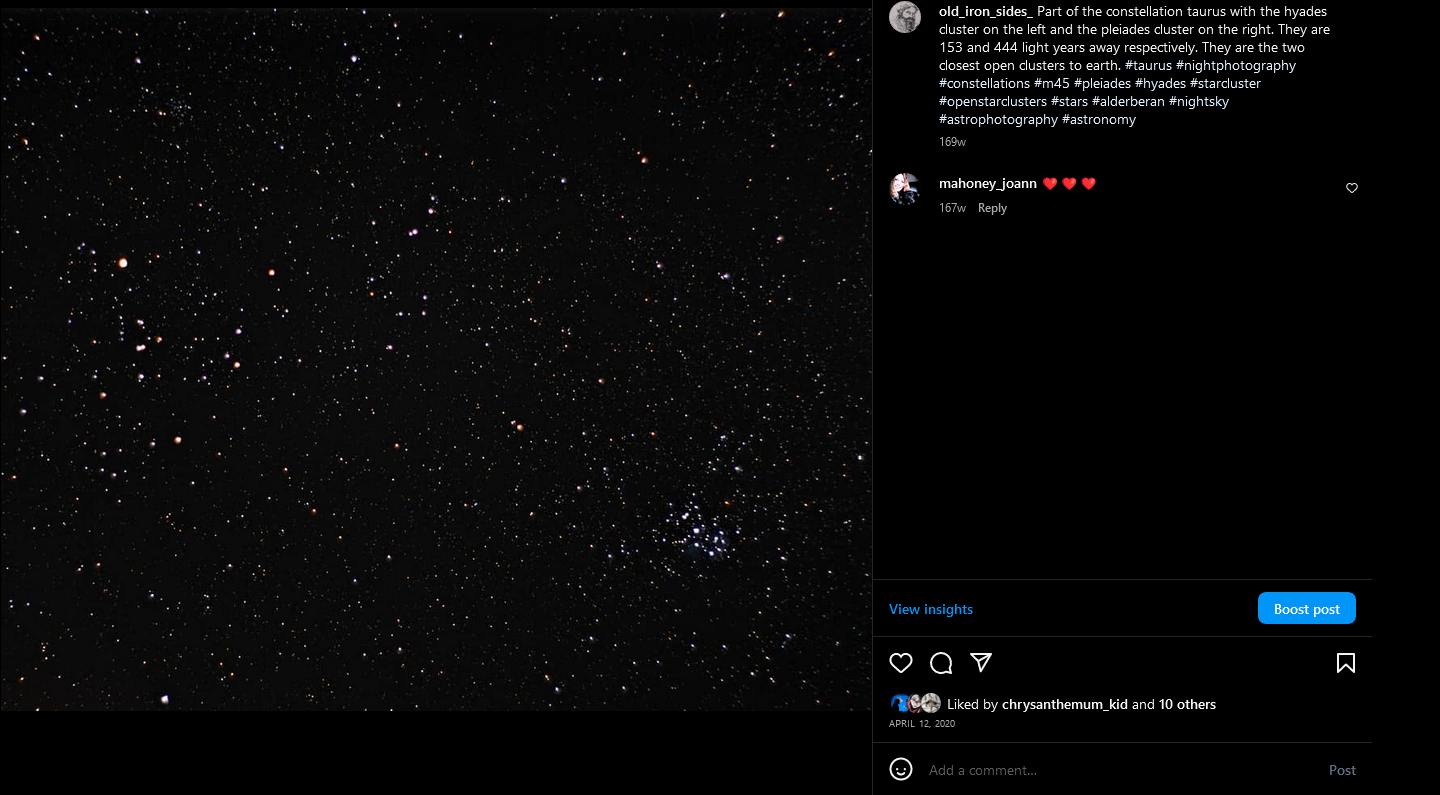 old_iron_sides_ Part of the constellation taurus with the hyades
cluster on the left and the pleiades cluster on the right. They are
153 and 444 light years away respectively. They are the two
closest open clusters to earth. #taurus #nightphotography
#constellations #m45 #pleiades #hyades #starcluster
#openstarclusters #stars #alderberan #nightsky
#astrophotography #astronomy
169w
mahoney_joann ❤️ ❤️ ❤️
167w Reply
View insights
Boost post
Liked by chrysanthemum_kid and 10 others
APRIL 12, 2020
Add a comment...
Post